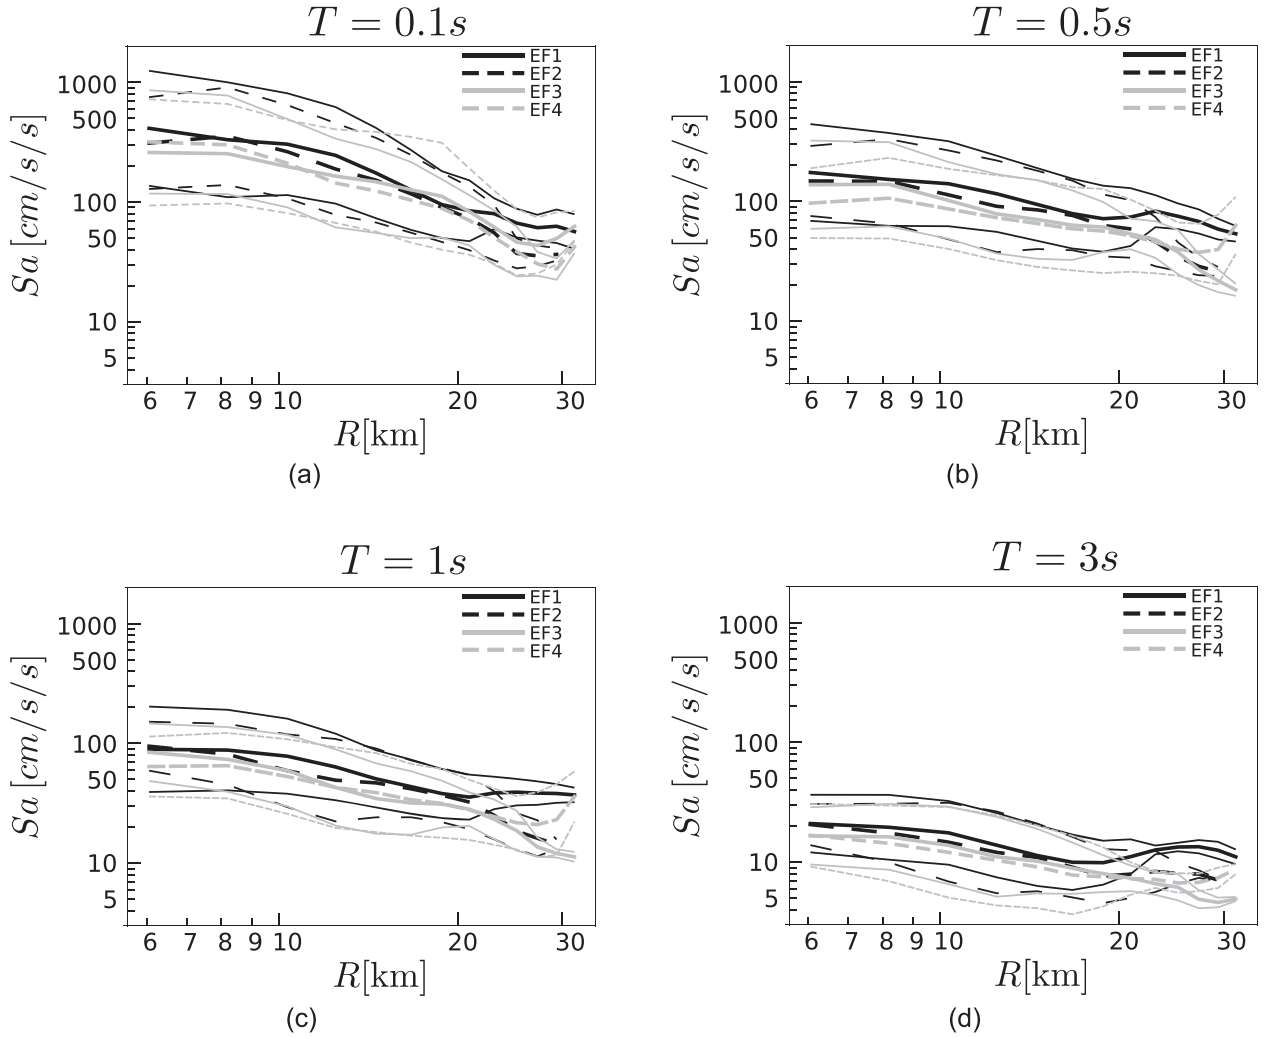 T = 0.1s
1000
500
100
50
10
5
Sa [cm/s/s]
EF1
EF2
EF3
EF4
6 7 8 9 10 20 30
R[km]
(a)
T = 0.5s
1000
500
100
50
10
5
Sa [cm/s/s]
EF1
EF2
EF3
EF4
6 7 8 9 10 20 30
R[km]
(b)
T = 1s
1000
500
100
50
10
5
Sa [cm/s/s]
EF1
EF2
EF3
EF4
6 7 8 9 10 20 30
R[km]
(c)
T = 3s
1000
500
100
50
10
5
Sa [cm/s/s]
EF1
EF2
EF3
EF4
6 7 8 9 10 20 30
R[km]
(d)